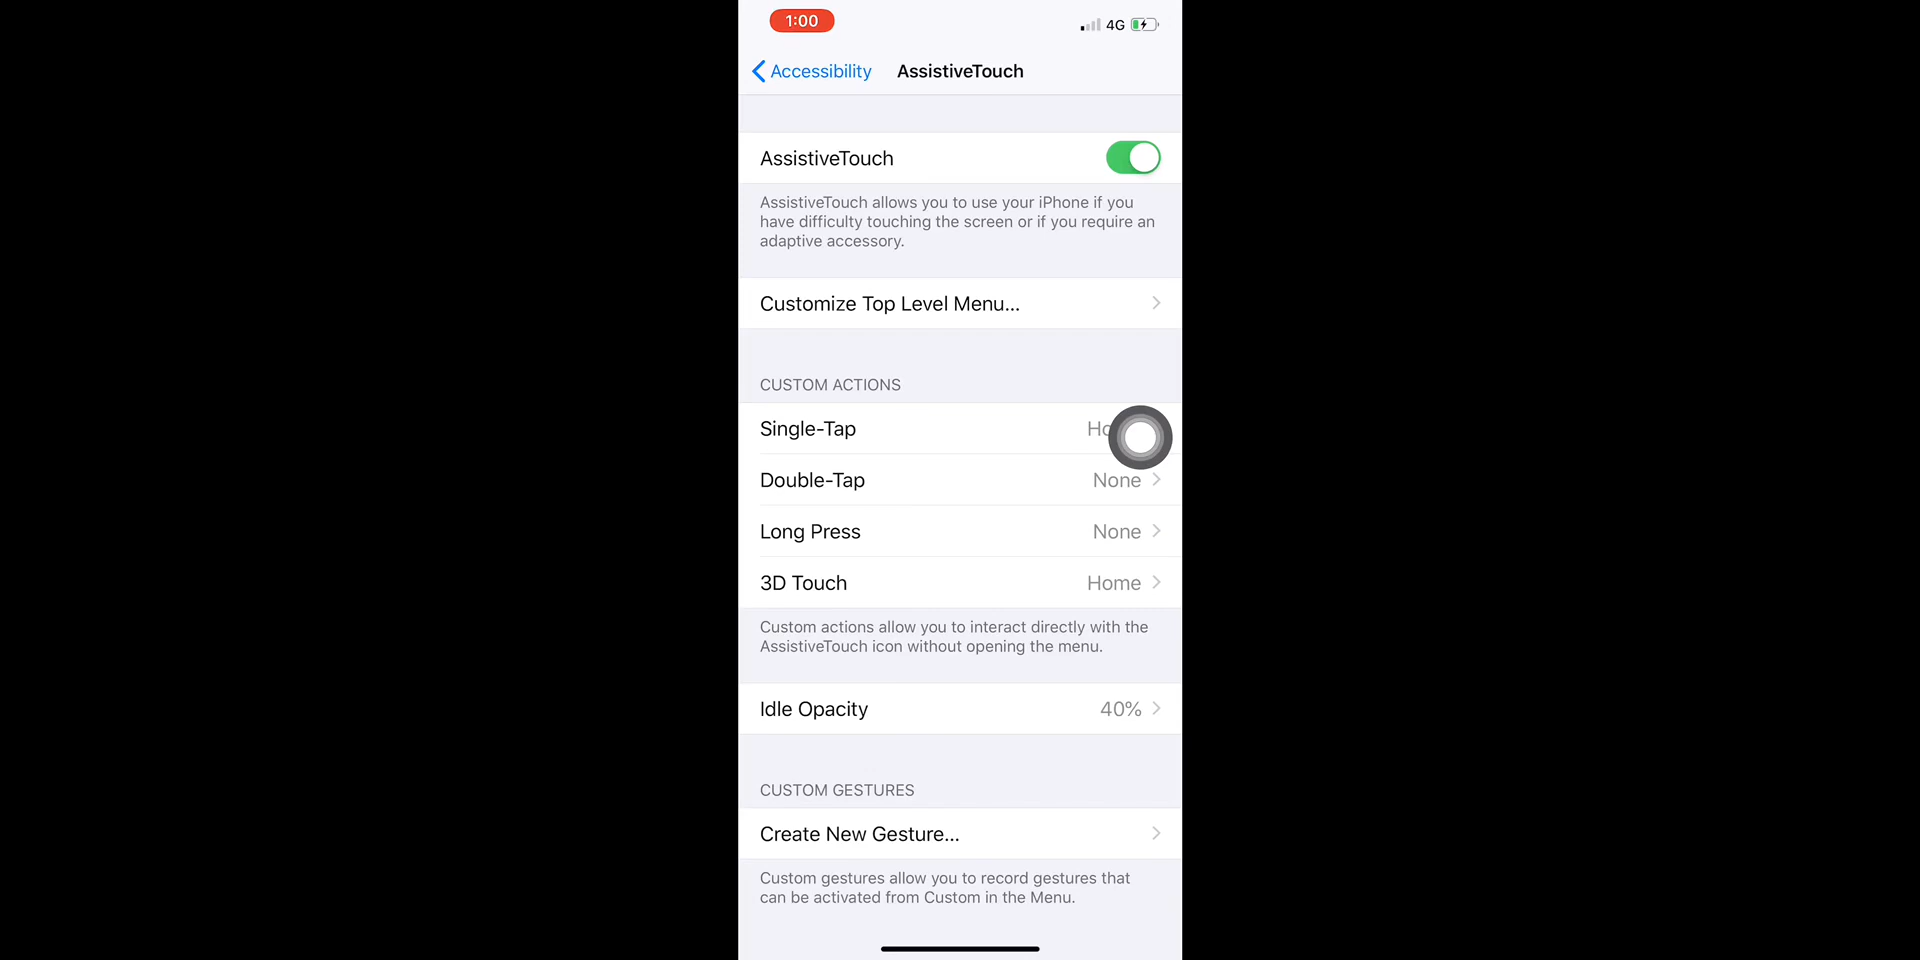 1:00
4G
Accessibility
AssistiveTouch
AssistiveTouch
AssistiveTouch allows you to use your iPhone if you
have difficulty touching the screen or if you require an
adaptive accessory.
Customize Top Level Menu...
CUSTOM ACTIONS
Single-Tap
Double-Tap None
Long Press None
3D Touch Home
Custom actions allow you to interact directly with the
AssistiveTouch icon without opening the menu.
Idle Opacity 40%
CUSTOM GESTURES
Create New Gesture...
Custom gestures allow you to record gestures that
can be activated from Custom in the Menu.